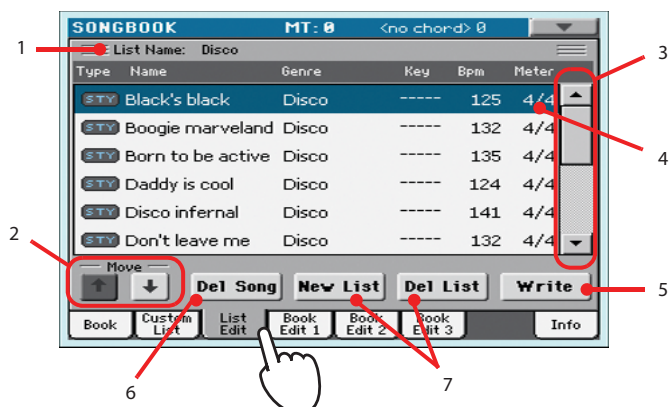 SONGBOOK MT: 0 <no chord> 0
1
List Name: Disco
3
Type Name Genre Key Bpm Meter
STY Black's black Disco ----- 125 4/4
STY Boogie marveland Disco ----- 132 4/4
STY Born to be active Disco ----- 135 4/4
4
STY Daddy is cool Disco ----- 124 4/4
STY Disco infernal Disco ----- 141 4/4
2
STY Don't leave me Disco ----- 132 4/4
Move
Del Song New List Del List Write
5
Book Custom List List Edit Book Edit 1 Book Edit 2 Book Edit 3 Info
6
7